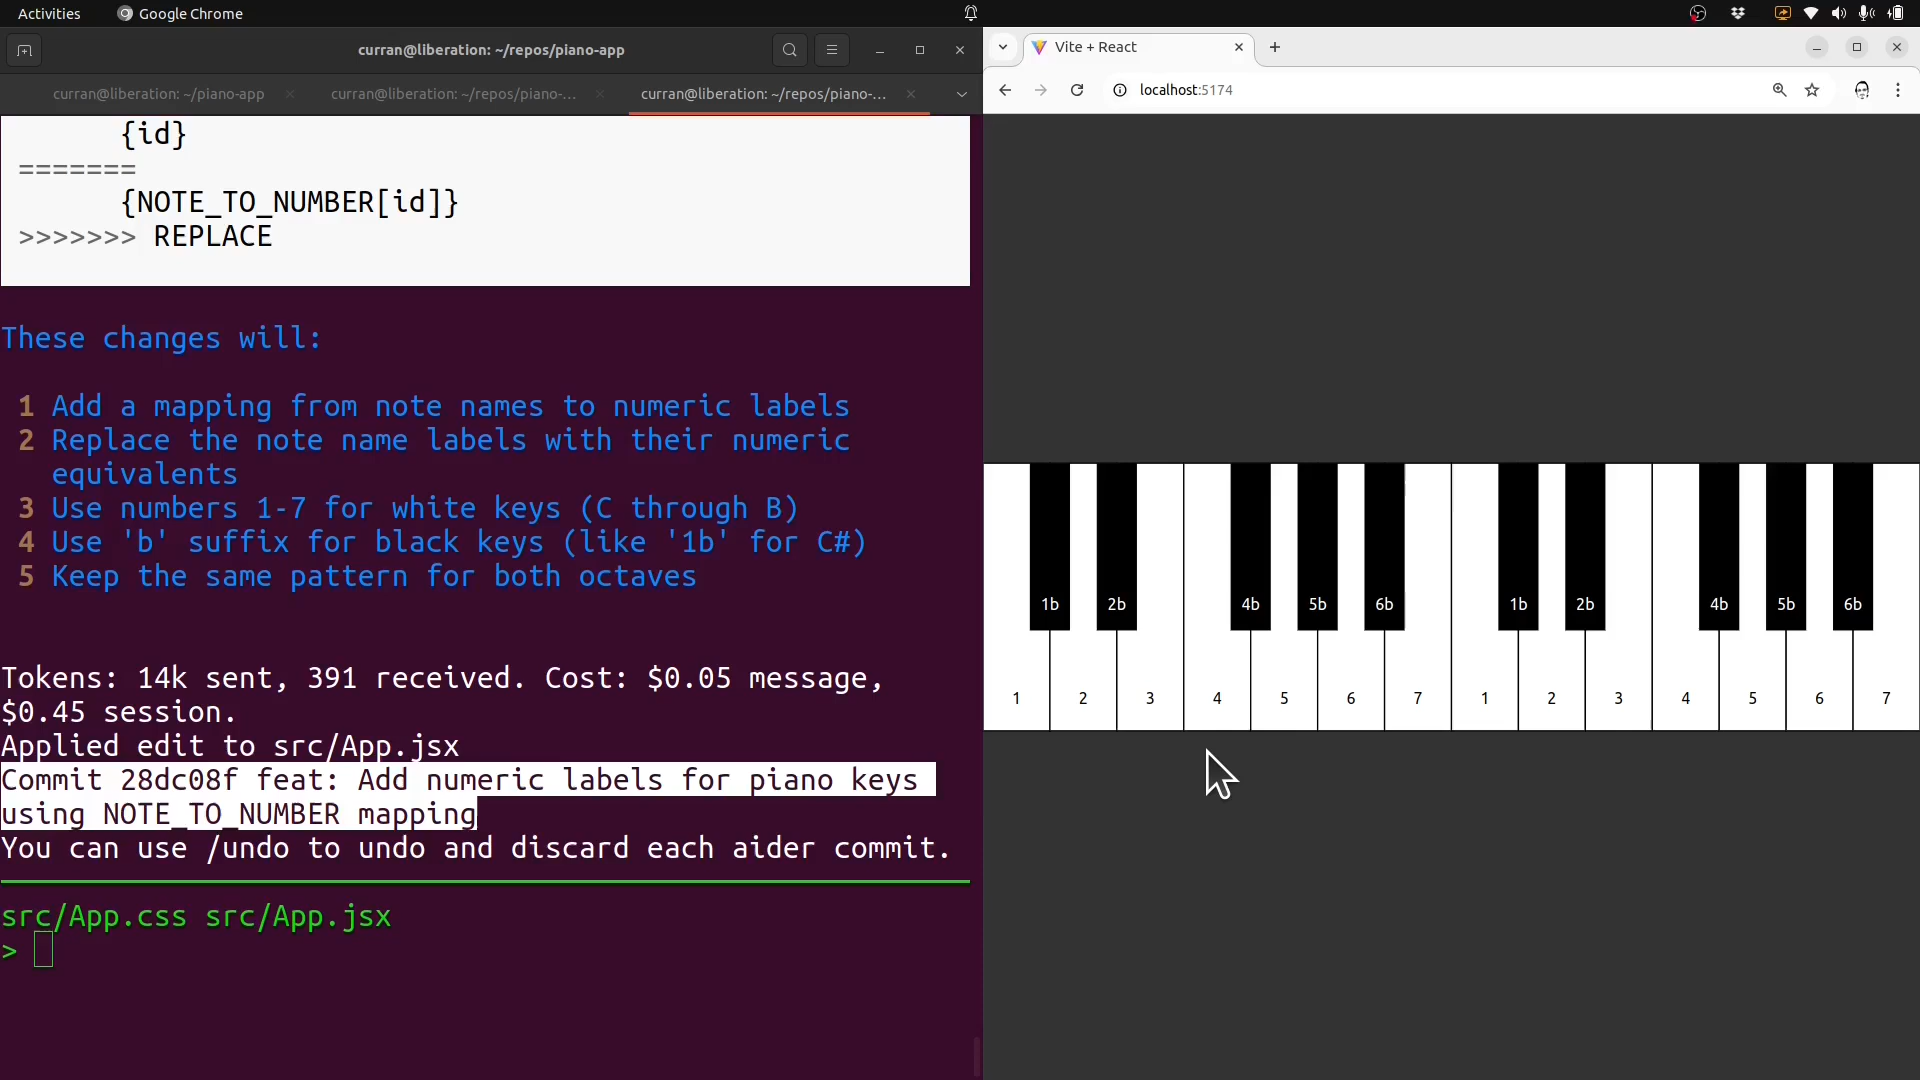 Activities
Google Chrome
curran@liberation: ~/repos/piano-app
curran@liberation: ~/piano-app
curran@liberation: ~/repos/piano-...
curran@liberation: ~/repos/piano-...
{id}
=======
{NOTE_TO_NUMBER[id]}
>>>>>>> REPLACE
These changes will:
1 Add a mapping from note names to numeric labels
2 Replace the note name labels with their numeric
equivalents
3 Use numbers 1-7 for white keys (C through B)
4 Use 'b' suffix for black keys (like '1b' for C#)
5 Keep the same pattern for both octaves
Tokens: 14k sent, 391 received. Cost: $0.05 message,
$0.45 session.
Applied edit to src/App.jsx
Commit 28dc08f feat: Add numeric labels for piano keys
using NOTE_TO_NUMBER mapping
You can use /undo to undo and discard each aider commit.
src/App.css src/App.jsx
>
Vite + React
localhost:5174
1b 2b 4b 5b 6b 1b 2b 4b 5b 6b
1 2 3 4 5 6 7 1 2 3 4 5 6 7